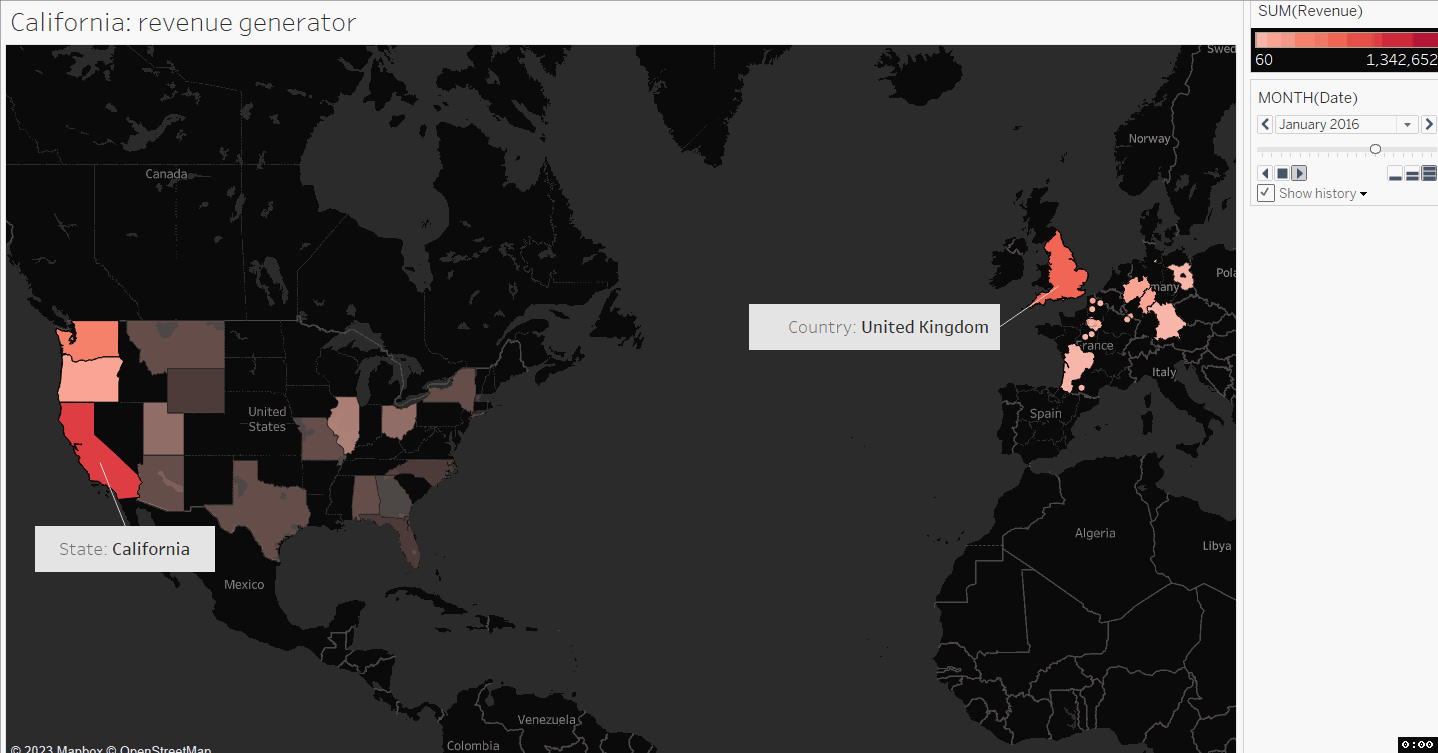 California: revenue generator
SUM(Revenue)
60 1,342,652
MONTH(Date)
January 2016
Show history
Swed
Norway
Canada
Pola
many
Country: United Kingdom
France
Italy
United
States
Spain
State: California
Algeria
Libya
Mexico
Venezuela
Colombia
© 2023 Mapbox © OpenStreetMap
0:00